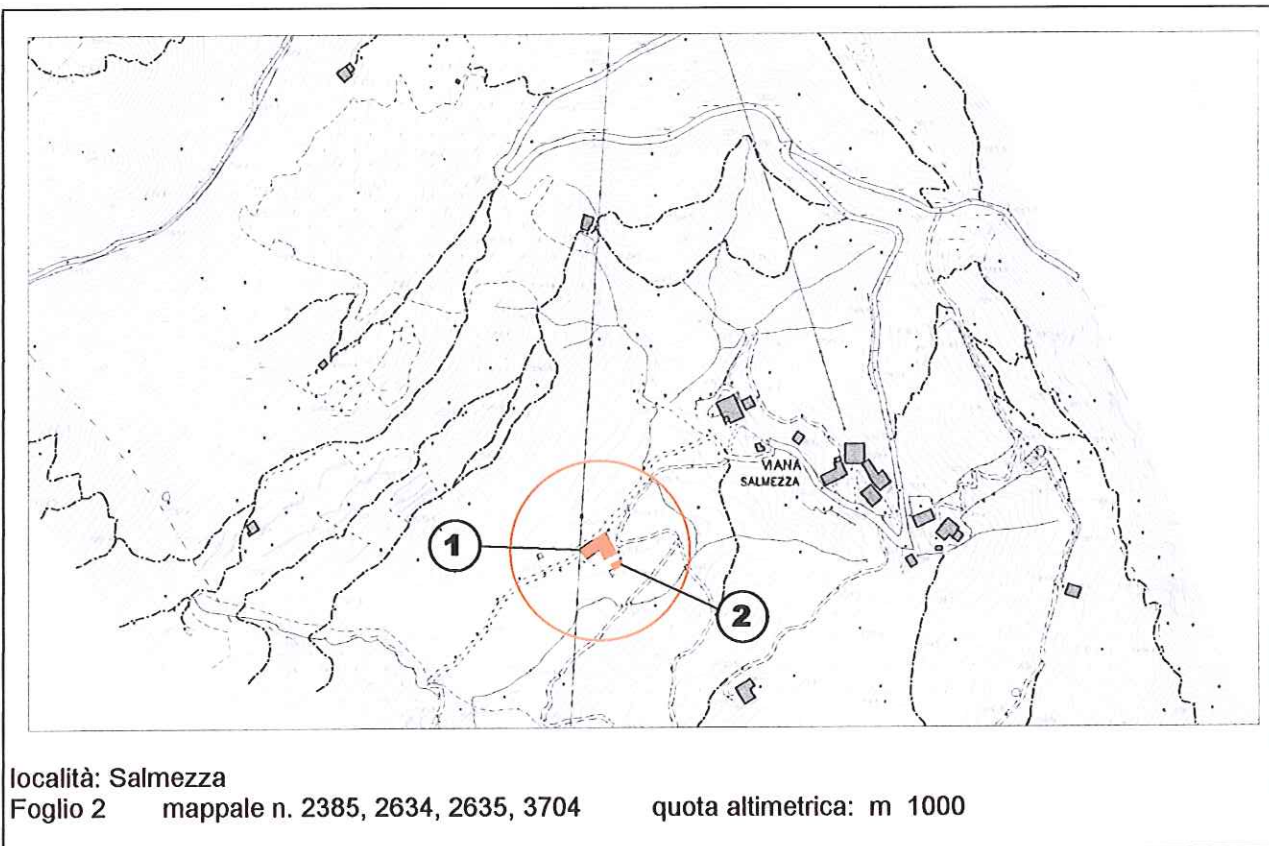 VIANA
SALMEZZA
1
2
località: Salmezza
Foglio 2 mappale n. 2385, 2634, 2635, 3704 quota altimetrica: m 1000